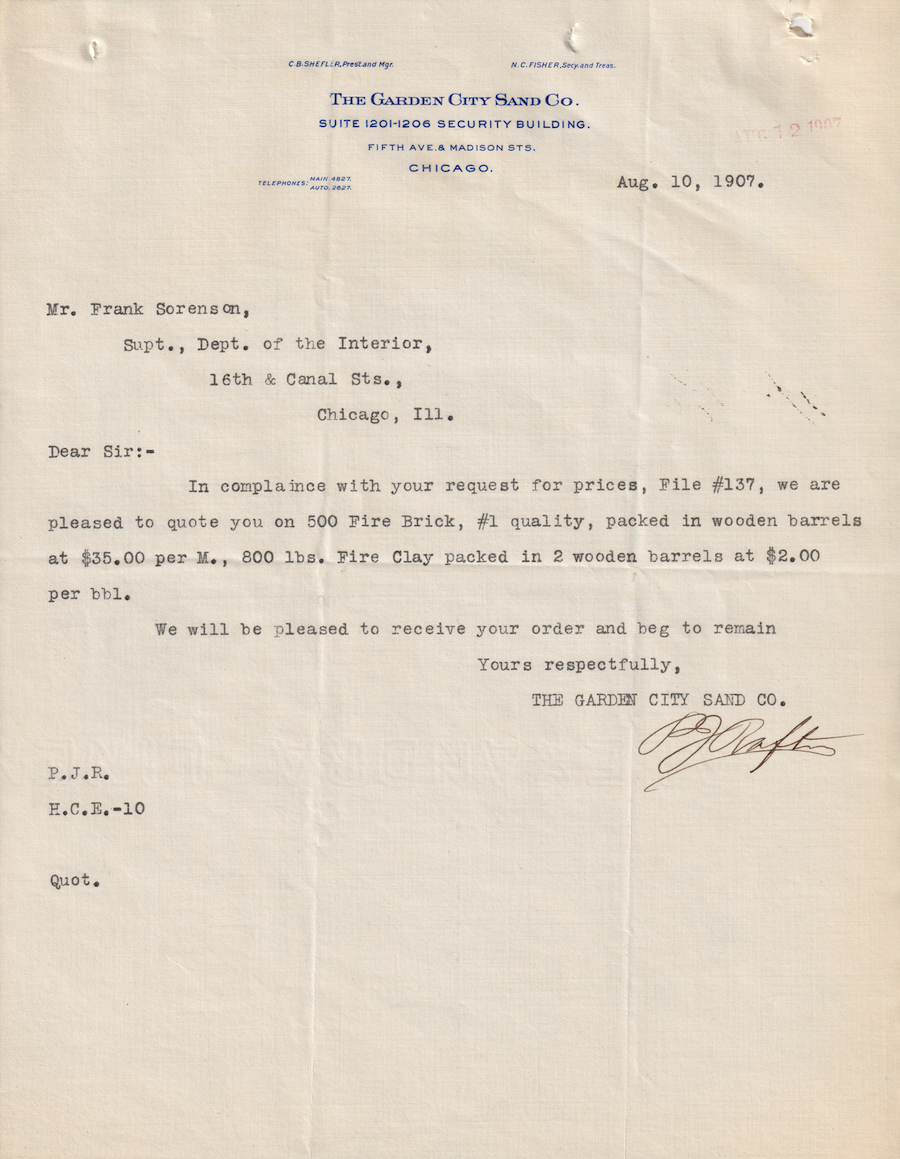 C.B. SHEFLER, Prest. and Mgr. N.C. FISHER, Secy. and Treas.
THE GARDEN CITY SAND CO.
SUITE 1201-1206 SECURITY BUILDING.
FIFTH AVE. & MADISON STS.
CHICAGO.
AUG 12 1907
TELEPHONES: MAIN 4827.
AUTO. 2827.
Aug. 10, 1907.
Mr. Frank Sorenson,
Supt., Dept. of the Interior,
16th & Canal Sts.,
Chicago, Ill.
Dear Sir:-
In complaince with your request for prices, File #137, we are
pleased to quote you on 500 Fire Brick, #1 quality, packed in wooden barrels
at $35.00 per M., 800 lbs. Fire Clay packed in 2 wooden barrels at $2.00
per bbl.
We will be pleased to receive your order and beg to remain
Yours respectfully,
THE GARDEN CITY SAND CO.
P.J.R.
H.C.E.-10
Quot.